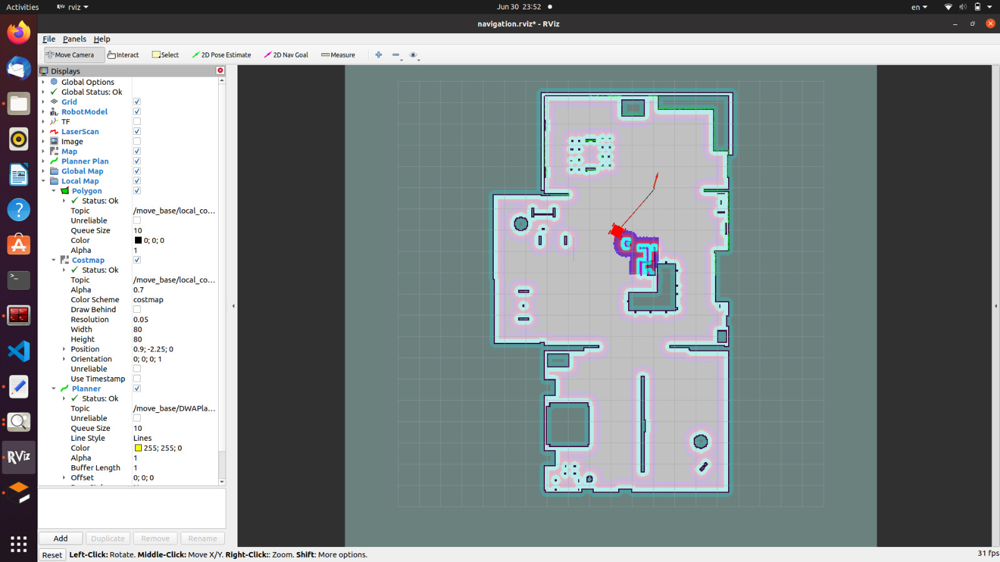 Activities
rviz
Jun 30 23:52
en
navigation.rviz* - RViz
File Panels Help
Move Camera Interact Select 2D Pose Estimate 2D Nav Goal Measure
Displays
Global Options
Global Status: Ok
Grid
RobotModel
TF
LaserScan
Image
Map
Planner Plan
Global Map
Local Map
Polygon
Status: Ok
Topic /move_base/local_co...
Unreliable
Queue Size 10
Color 0; 0; 0
Alpha 1
Costmap
Status: Ok
Topic /move_base/local_co...
Alpha 0.7
Color Scheme costmap
Draw Behind
Resolution 0.05
Width 80
Height 80
Position 0.9; -2.25; 0
Orientation 0; 0; 0; 1
Unreliable
Use Timestamp
Planner
Status: Ok
Topic /move_base/DWAPla...
Unreliable
Queue Size 10
Line Style Lines
Color 255; 255; 0
Alpha 1
Buffer Length 1
Offset 0; 0; 0
RViz
Add Duplicate Remove Rename
Reset Left-Click: Rotate. Middle-Click: Move X/Y. Right-Click:: Zoom. Shift: More options.
31 fps